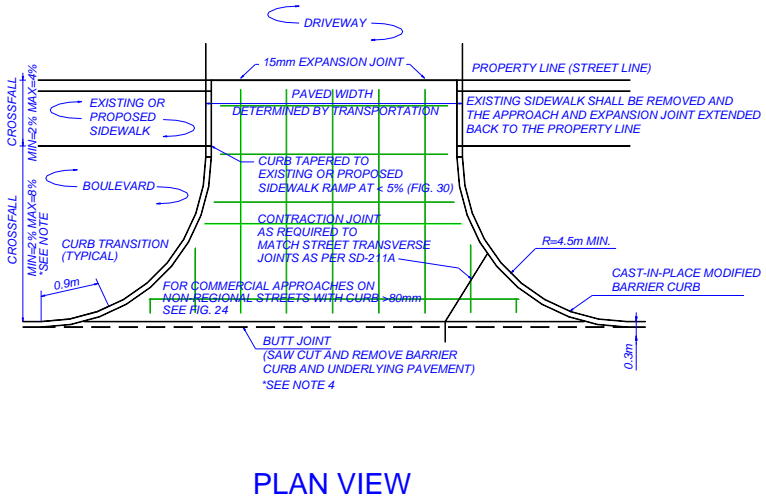 DRIVEWAY
15mm EXPANSION JOINT
PROPERTY LINE (STREET LINE)
CROSSFALL
MIN=2% MAX=4%
EXISTING OR
PROPOSED
SIDEWALK
PAVED WIDTH
DETERMINED BY TRANSPORTATION
EXISTING SIDEWALK SHALL BE REMOVED AND
THE APPROACH AND EXPANSION JOINT EXTENDED
BACK TO THE PROPERTY LINE
CURB TAPERED TO
EXISTING OR PROPOSED
SIDEWALK RAMP AT < 5% (FIG. 30)
BOULEVARD
CROSSFALL
MIN=2% MAX=8%
*SEE NOTE
CONTRACTION JOINT
AS REQUIRED TO
MATCH STREET TRANSVERSE
JOINTS AS PER SD-211A
CURB TRANSITION
(TYPICAL)
0.9m
R=4.5m MIN.
CAST-IN-PLACE MODIFIED
BARRIER CURB
FOR COMMERCIAL APPROACHES ON
NON-REGIONAL STREETS WITH CURB >80mm
SEE FIG. 24
BUTT JOINT
(SAW CUT AND REMOVE BARRIER
CURB AND UNDERLYING PAVEMENT)
*SEE NOTE 4
0.3m
PLAN VIEW